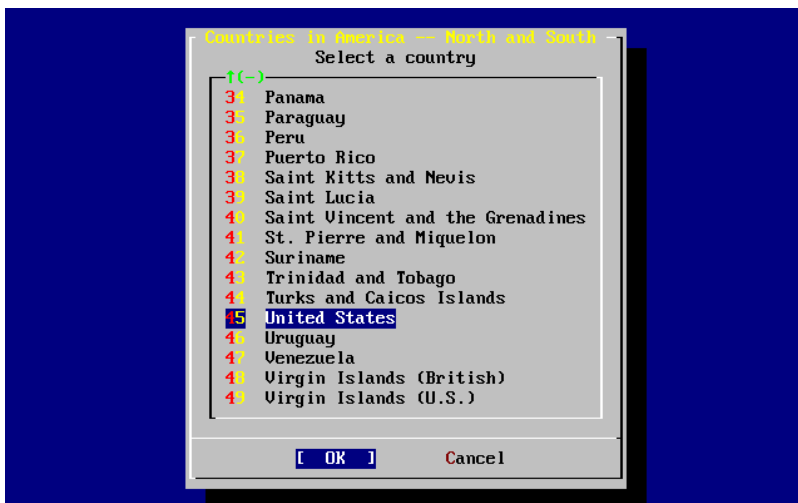 Countries in America -- North and South
Select a country
↑(-)
34 Panama
35 Paraguay
36 Peru
37 Puerto Rico
38 Saint Kitts and Nevis
39 Saint Lucia
40 Saint Vincent and the Grenadines
41 St. Pierre and Miquelon
42 Suriname
43 Trinidad and Tobago
44 Turks and Caicos Islands
45 United States
46 Uruguay
47 Venezuela
48 Virgin Islands (British)
49 Virgin Islands (U.S.)
[ OK ] Cancel